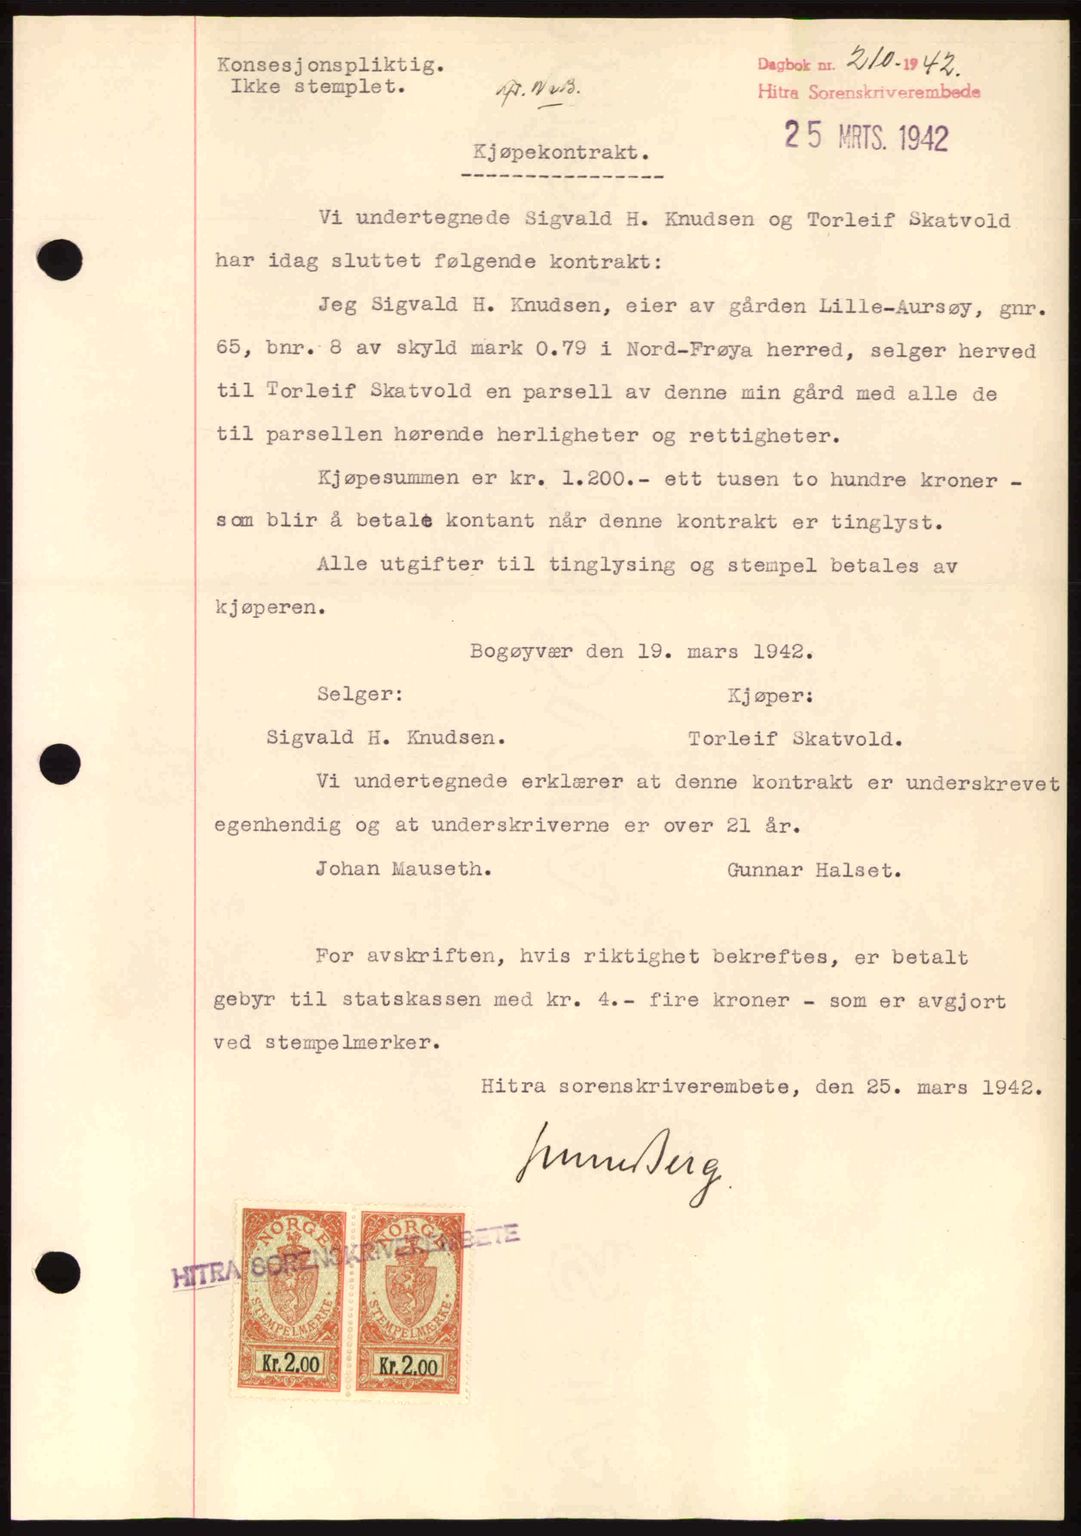 Konsesjonspliktig.
Ikke stemplet.
Dagbok nr. 210-1942.
Hitra Sorenskriverembede
25 MRTS. 1942
Kjøpekontrakt.
Vi undertegnede Sigvald H. Knudsen og Torleif Skatvold
har idag sluttet følgende kontrakt:
Jeg Sigvald H. Knudsen, eier av gården Lille-Aursøy, gnr.
65, bnr. 8 av skyld mark 0.79 i Nord-Frøya herred, selger herved
til Torleif Skatvold en parsell av denne min gård med alle de
til parsellen hørende herligheter og rettigheter.
Kjøpesummen er kr. 1.200.- ett tusen to hundre kroner -
som blir å betale kontant når denne kontrakt er tinglyst.
Alle utgifter til tinglysing og stempel betales av
kjøperen.
Bogøyvær den 19. mars 1942.
Selger: Kjøper:
Sigvald H. Knudsen. Torleif Skatvold.
Vi undertegnede erklærer at denne kontrakt er underskrevet
egenhendig og at underskriverne er over 21 år.
Johan Mauseth. Gunnar Halset.
For avskriften, hvis riktighet bekreftes, er betalt
gebyr til statskassen med kr. 4.- fire kroner - som er avgjort
ved stempelmerker.
Hitra sorenskriverembete, den 25. mars 1942.
Berg.
HITRA SORENSKRIVEREMBETE
NORGE NORGE
STEMPELMÆRKE STEMPELMÆRKE
Kr. 2.00 Kr. 2.00